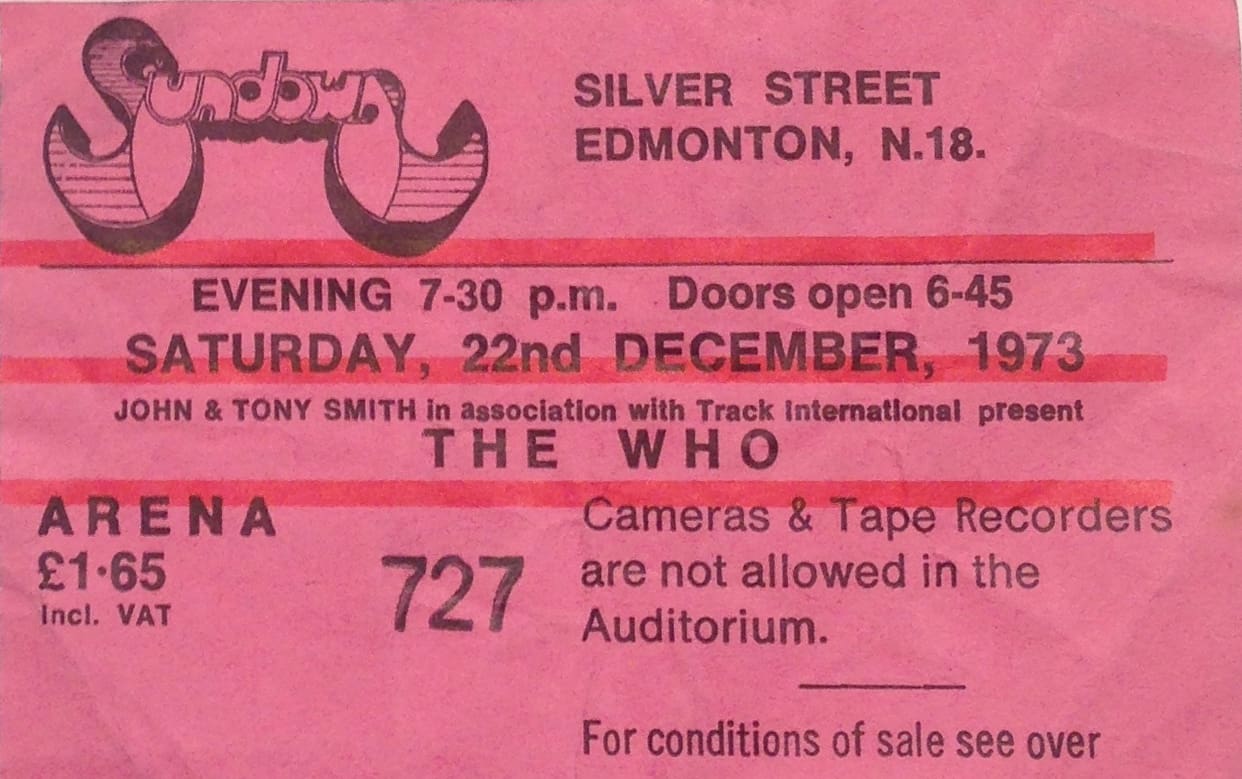 Sundown
SILVER STREET
EDMONTON, N.18.
EVENING 7-30 p.m. Doors open 6-45
SATURDAY, 22nd DECEMBER, 1973
JOHN & TONY SMITH in association with Track International present
THE WHO
ARENA
£1·65
Incl. VAT
727
Cameras & Tape Recorders
are not allowed in the
Auditorium.
For conditions of sale see over